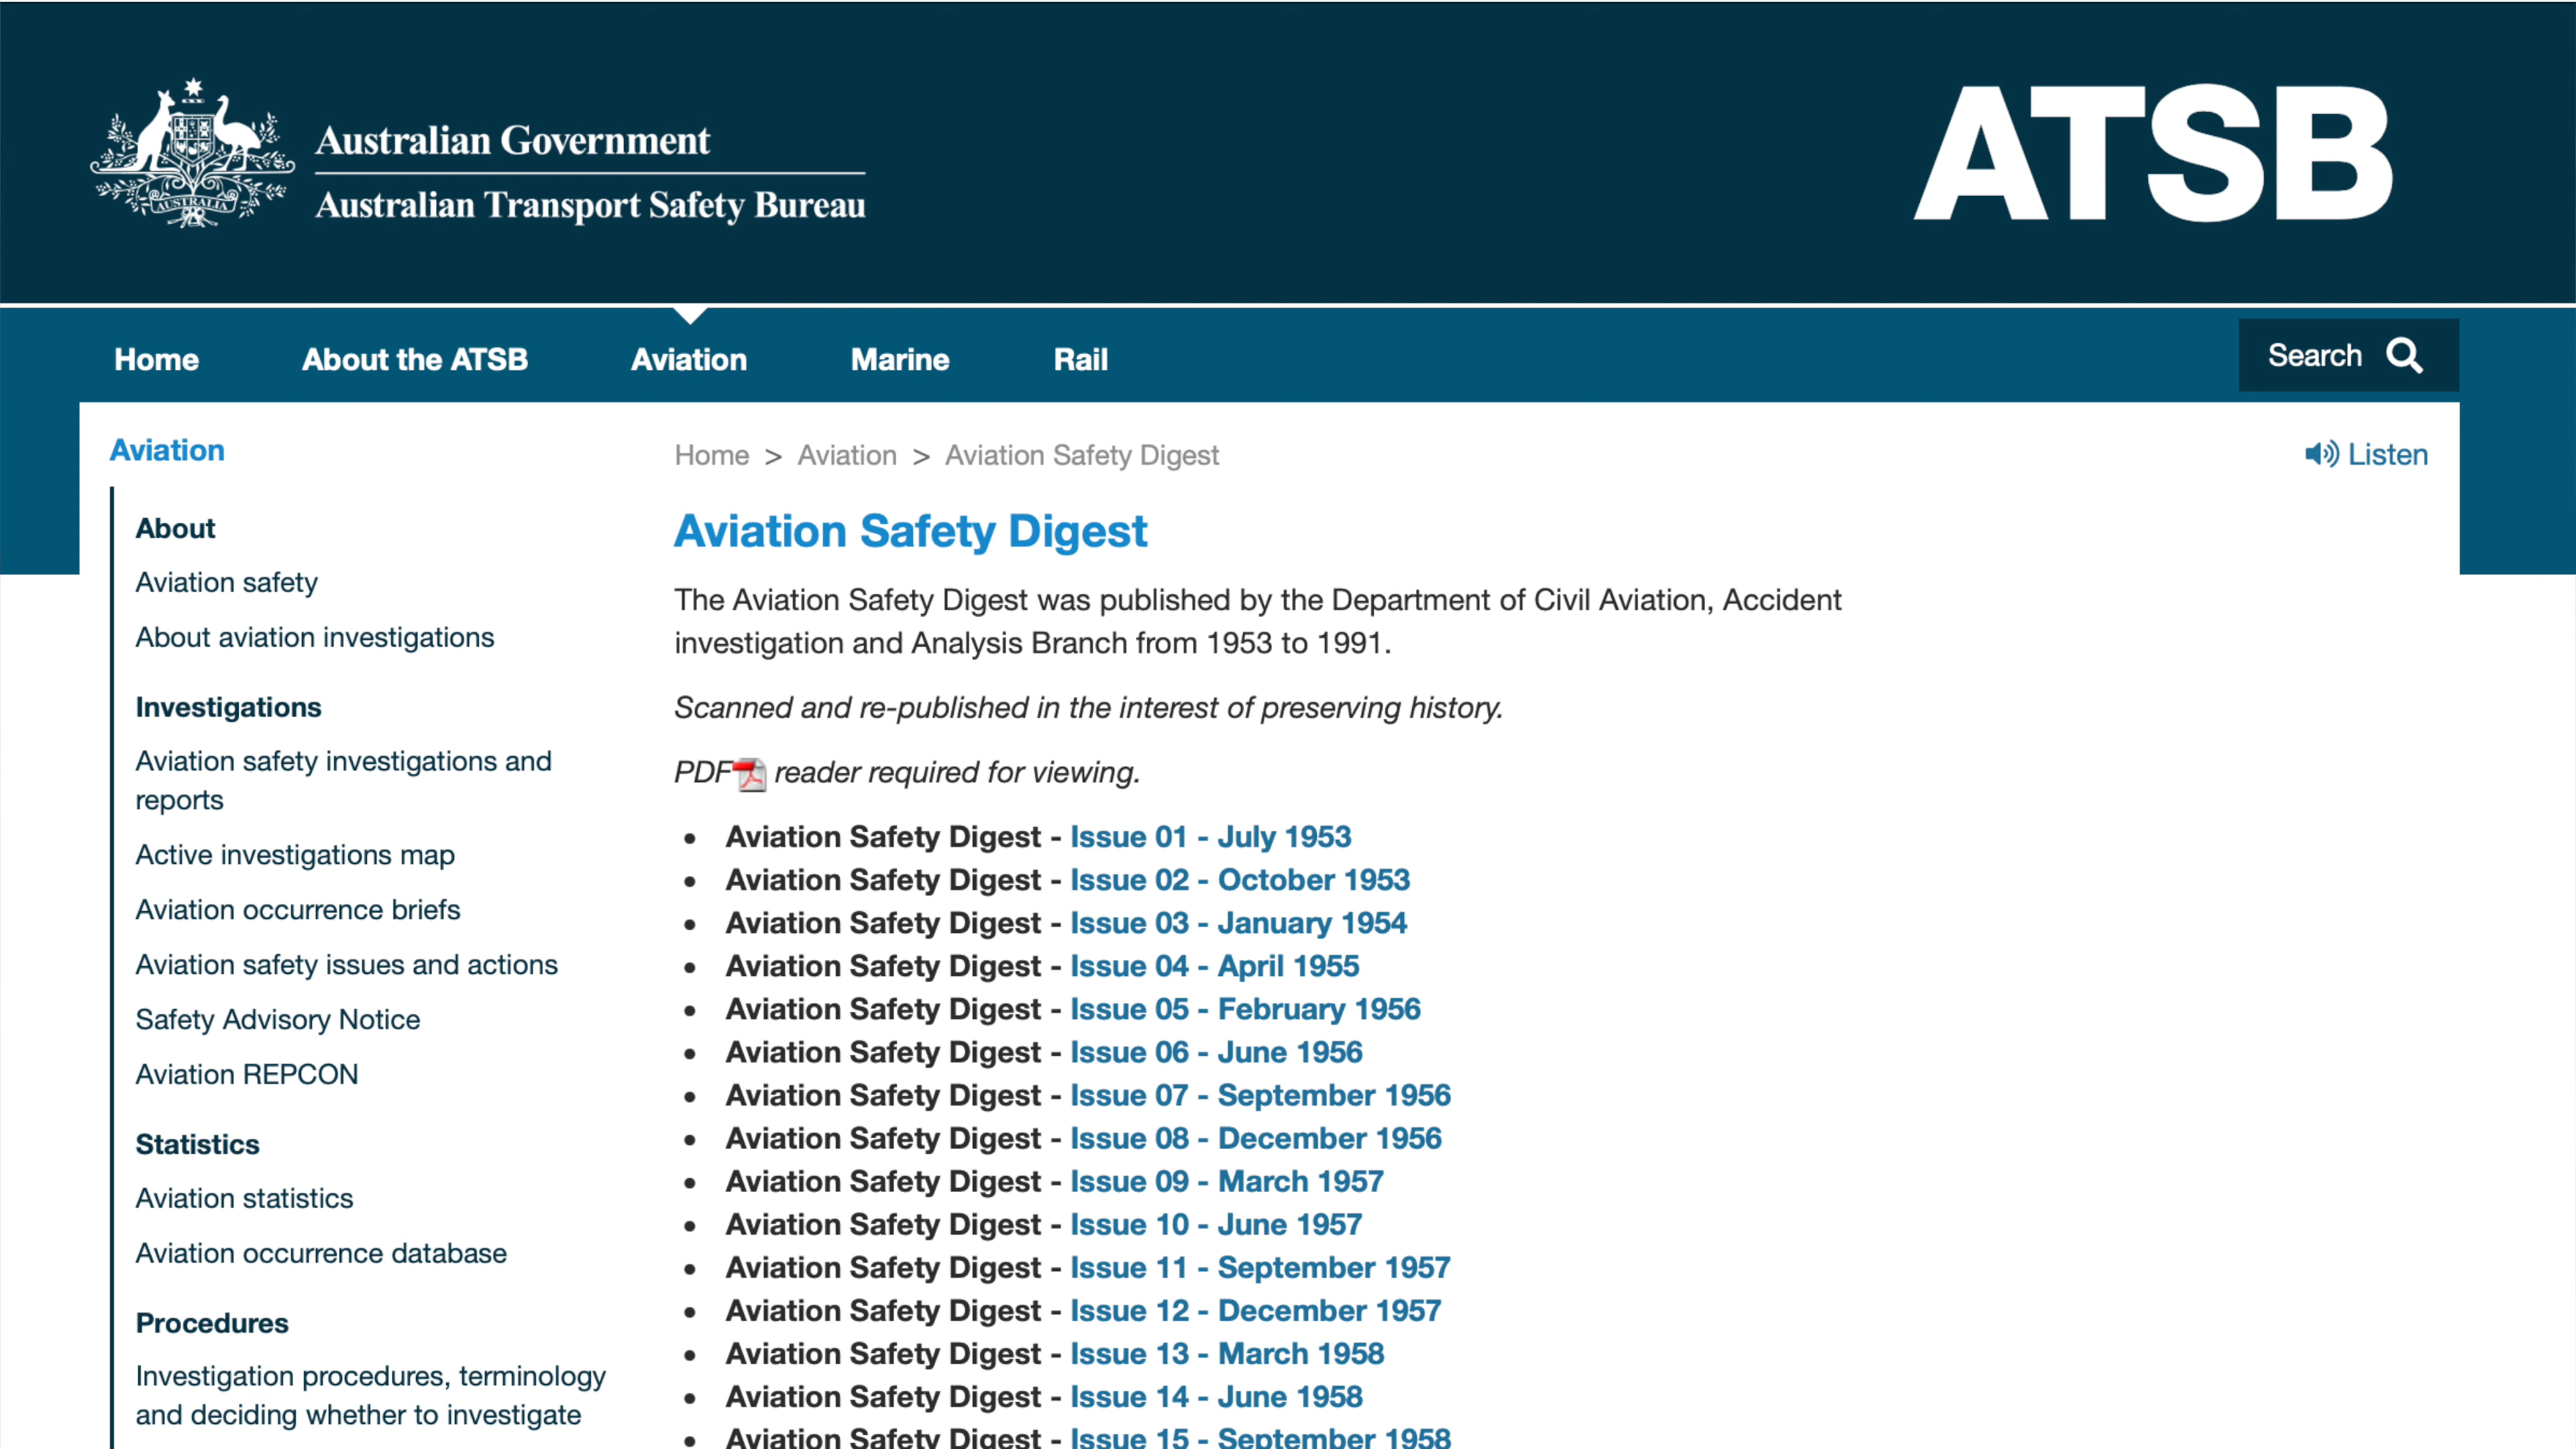 AUSTRALIA
Australian Government
Australian Transport Safety Bureau
ATSB
Home
About the ATSB
Aviation
Marine
Rail
Search
Aviation
About
Aviation safety
About aviation investigations
Investigations
Aviation safety investigations and
reports
Active investigations map
Aviation occurrence briefs
Aviation safety issues and actions
Safety Advisory Notice
Aviation REPCON
Statistics
Aviation statistics
Aviation occurrence database
Procedures
Investigation procedures, terminology
and deciding whether to investigate
Home > Aviation > Aviation Safety Digest
Listen
Aviation Safety Digest
The Aviation Safety Digest was published by the Department of Civil Aviation, Accident
investigation and Analysis Branch from 1953 to 1991.
Scanned and re-published in the interest of preserving history.
PDF reader required for viewing.
• Aviation Safety Digest - Issue 01 - July 1953
• Aviation Safety Digest - Issue 02 - October 1953
• Aviation Safety Digest - Issue 03 - January 1954
• Aviation Safety Digest - Issue 04 - April 1955
• Aviation Safety Digest - Issue 05 - February 1956
• Aviation Safety Digest - Issue 06 - June 1956
• Aviation Safety Digest - Issue 07 - September 1956
• Aviation Safety Digest - Issue 08 - December 1956
• Aviation Safety Digest - Issue 09 - March 1957
• Aviation Safety Digest - Issue 10 - June 1957
• Aviation Safety Digest - Issue 11 - September 1957
• Aviation Safety Digest - Issue 12 - December 1957
• Aviation Safety Digest - Issue 13 - March 1958
• Aviation Safety Digest - Issue 14 - June 1958
• Aviation Safety Digest - Issue 15 - September 1958